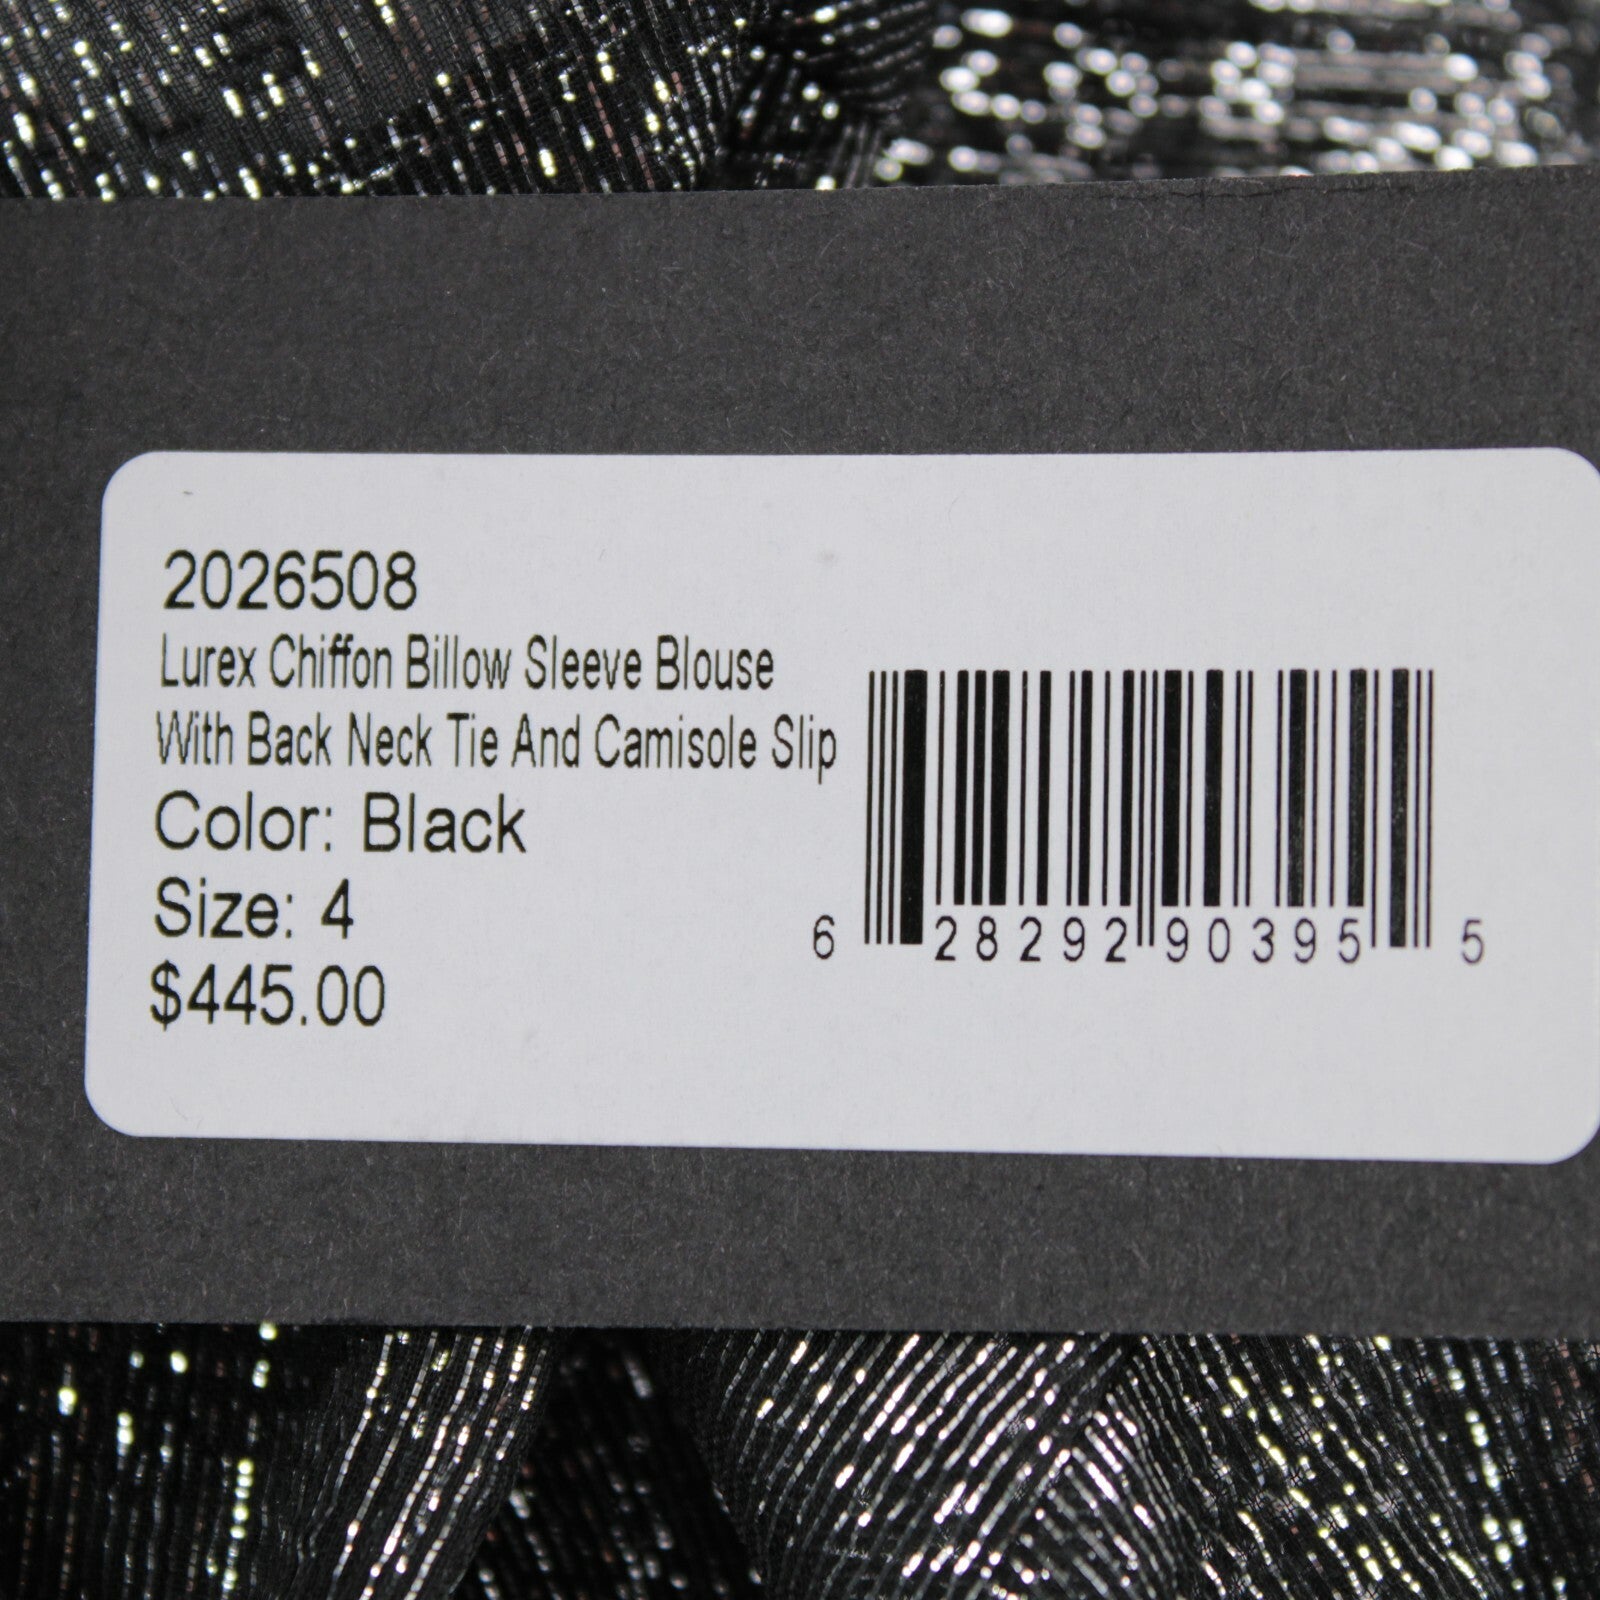 2026508
Lurex Chiffon Billow Sleeve Blouse
With Back Neck Tie And Camisole Slip
Color: Black
Size: 4
$445.00
6 28292 90395 5